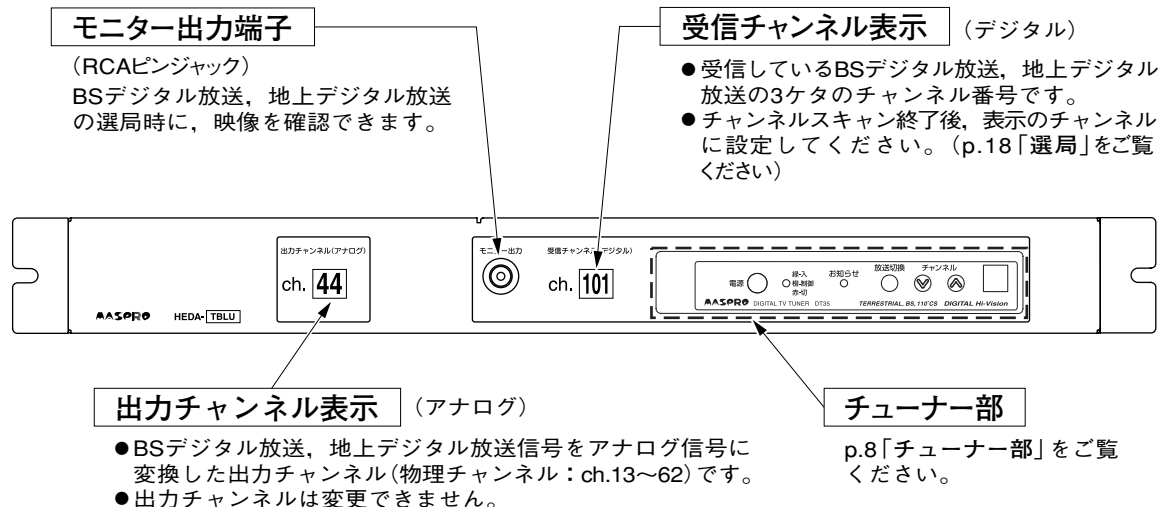 モニター出力端子
(RCAピンジャック)
BSデジタル放送，地上デジタル放送
の選局時に，映像を確認できます。
受信チャンネル表示 (デジタル)
●受信しているBSデジタル放送，地上デジタル
放送の3ケタのチャンネル番号です。
●チャンネルスキャン終了後，表示のチャンネル
に設定してください。(p.18「選局」をご覧
ください)
出力チャンネル(アナログ)
ch. 44
MASPRO HEDA-TBLU
モニター出力
受信チャンネル(デジタル)
ch. 101
電源
緑-入
橙-制御
赤-切
お知らせ
放送切換
チャンネル
MASPRO DIGITAL TV TUNER DT35 TERRESTRIAL, BS, 110°CS DIGITAL Hi-Vision
出力チャンネル表示 (アナログ)
●BSデジタル放送，地上デジタル放送信号をアナログ信号に
変換した出力チャンネル(物理チャンネル：ch.13～62)です。
●出力チャンネルは変更できません。
チューナー部
p.8「チューナー部」をご覧
ください。